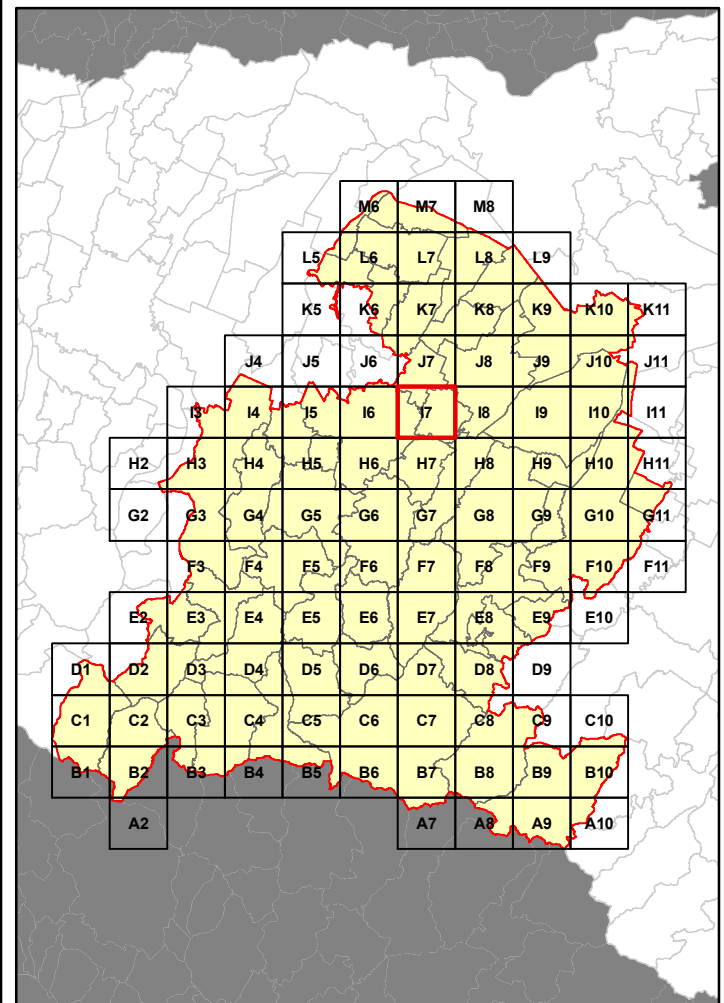 M6 M7 M8
L5 L6 L7 L8 L9
K5 K6 K7 K8 K9 K10 K11
J4 J5 J6 J7 J8 J9 J10 J11
I3 I4 I5 I6 I7 I8 I9 I10 I11
H2 H3 H4 H5 H6 H7 H8 H9 H10 H11
G2 G3 G4 G5 G6 G7 G8 G9 G10 G11
F3 F4 E5 F6 F7 F8 F9 F10 F11
E2 E3 E4 E5 E6 E7 E8 E9 E10
D1 D2 D3 D4 D5 D6 D7 D8 D9
C1 C2 C3 C4 C5 C6 C7 C8 C9 C10
B1 B2 B3 B4 B5 B6 B7 B8 B9 B10
A2 A7 A8 A9 A10